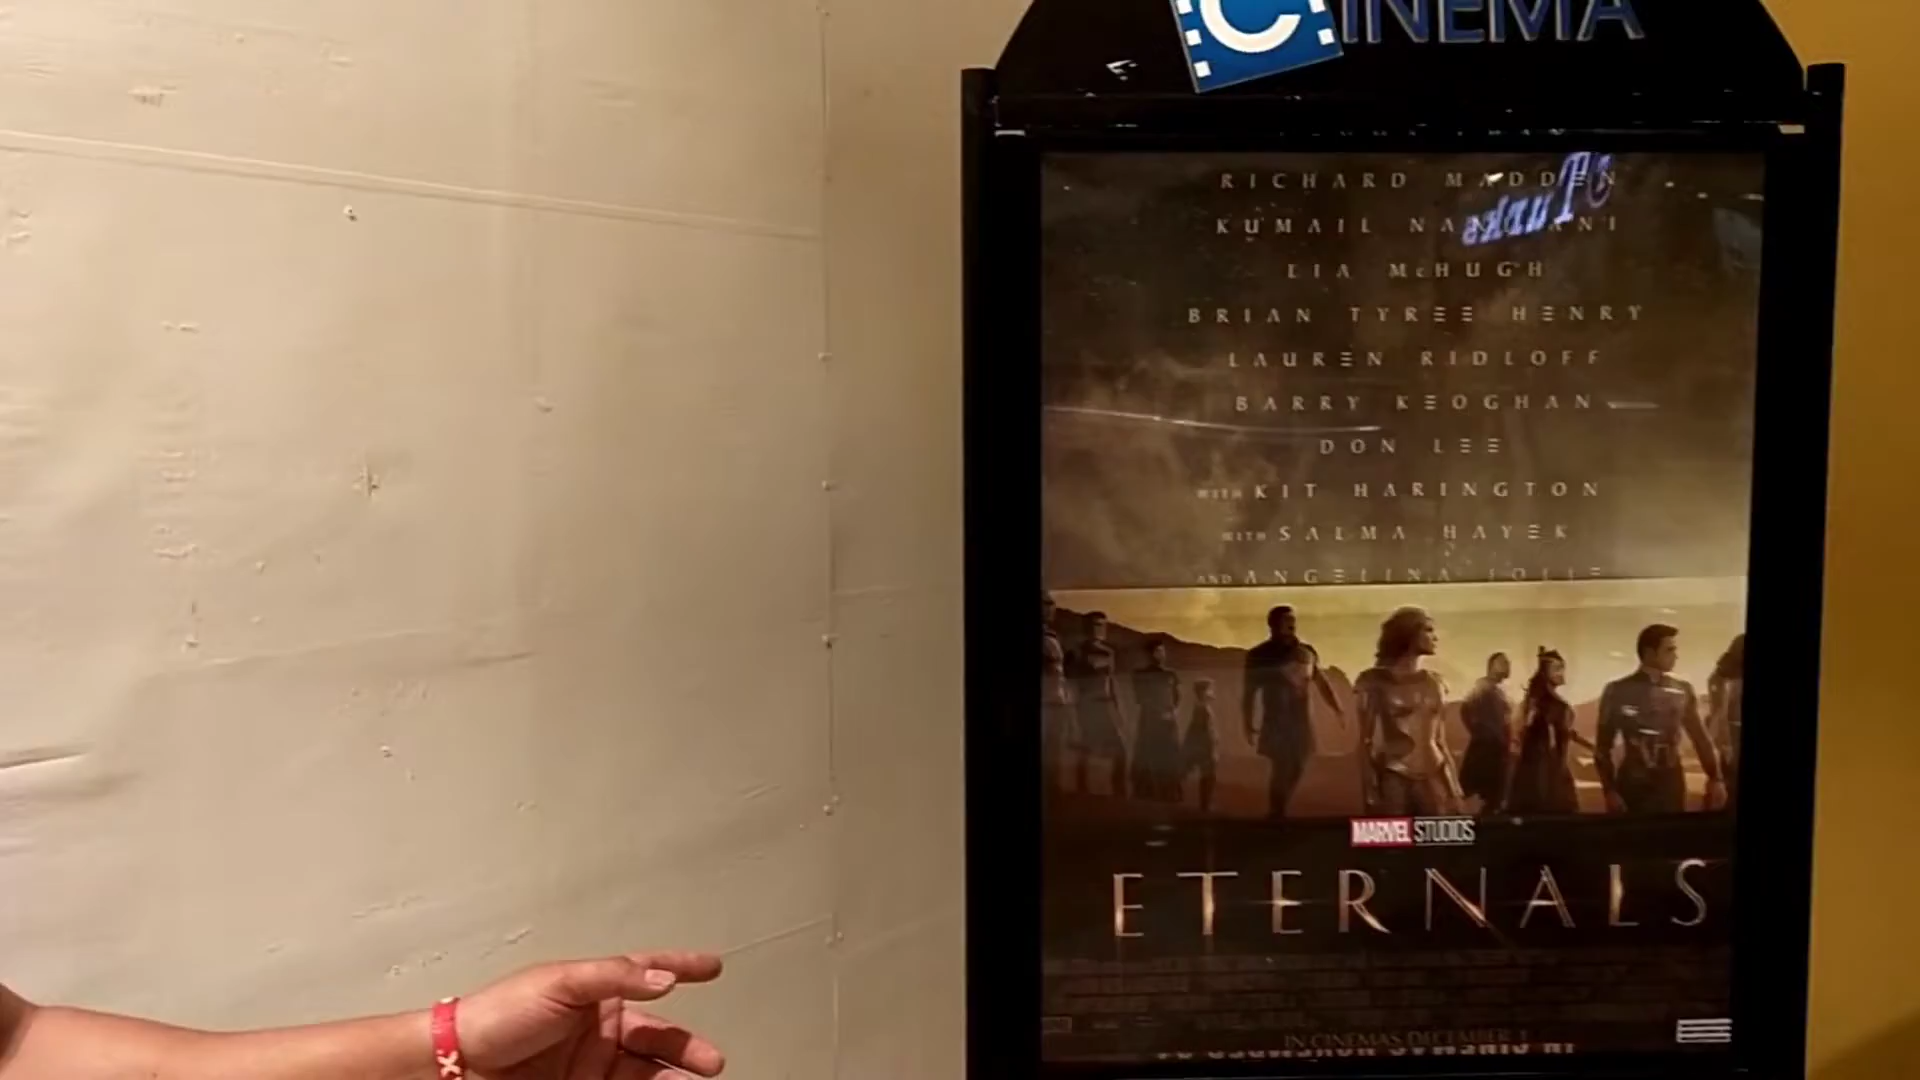 CINEMA
RICHARD MADDEN
KUMAIL NANJIANI
LIA McHUGH
BRIAN TYREE HENRY
LAUREN RIDLOFF
BARRY KEOGHAN
DON LEE
WITH KIT HARINGTON
WITH SALMA HAYEK
AND ANGELINA JOLIE
MARVEL STUDIOS
ETERNALS
IN CINEMAS DECEMBER 1